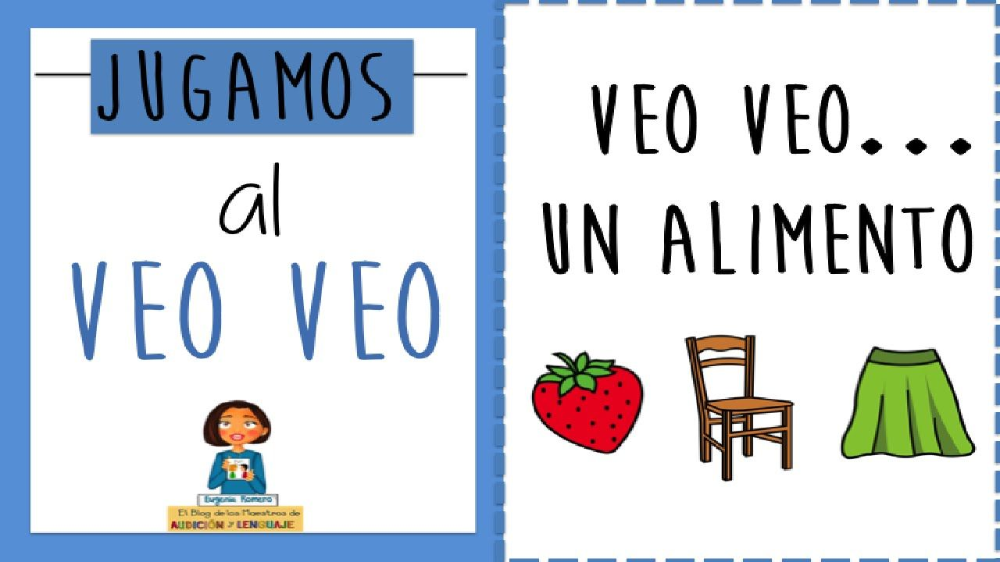 JUGAMOS
al
VEO VEO
Eugenia Romero
El Blog de los Maestros de
AUDICIÓN y LENGUAJE
VEO VEO...
UN ALIMENTO